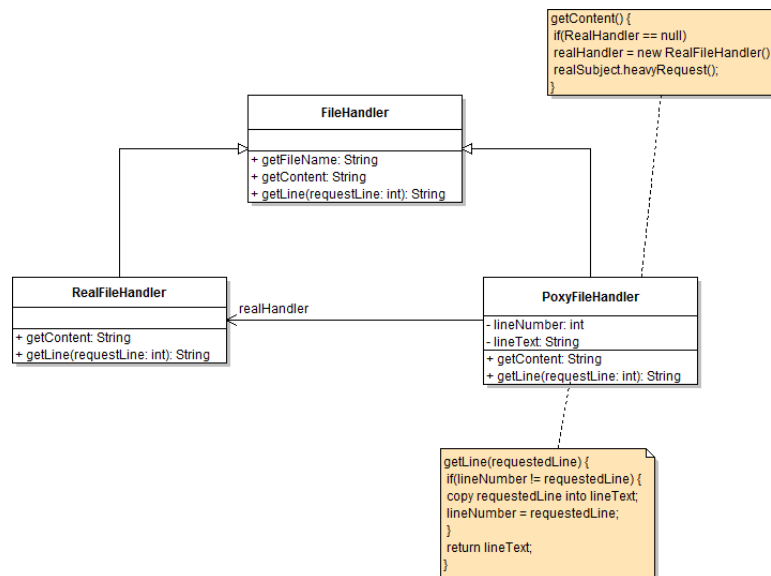 getContent() {
if(RealHandler == null)
realHandler = new RealFileHandler()
realSubject.heavyRequest();
}
FileHandler
+ getFileName: String
+ getContent: String
+ getLine(requestLine: int): String
RealFileHandler
+ getContent: String
+ getLine(requestLine: int): String
realHandler
PoxyFileHandler
- lineNumber: int
- lineText: String
+ getContent: String
+ getLine(requestLine: int): String
getLine(requestedLine) {
if(lineNumber != requestedLine) {
copy requestedLine into lineText;
lineNumber = requestedLine;
}
return lineText;
}